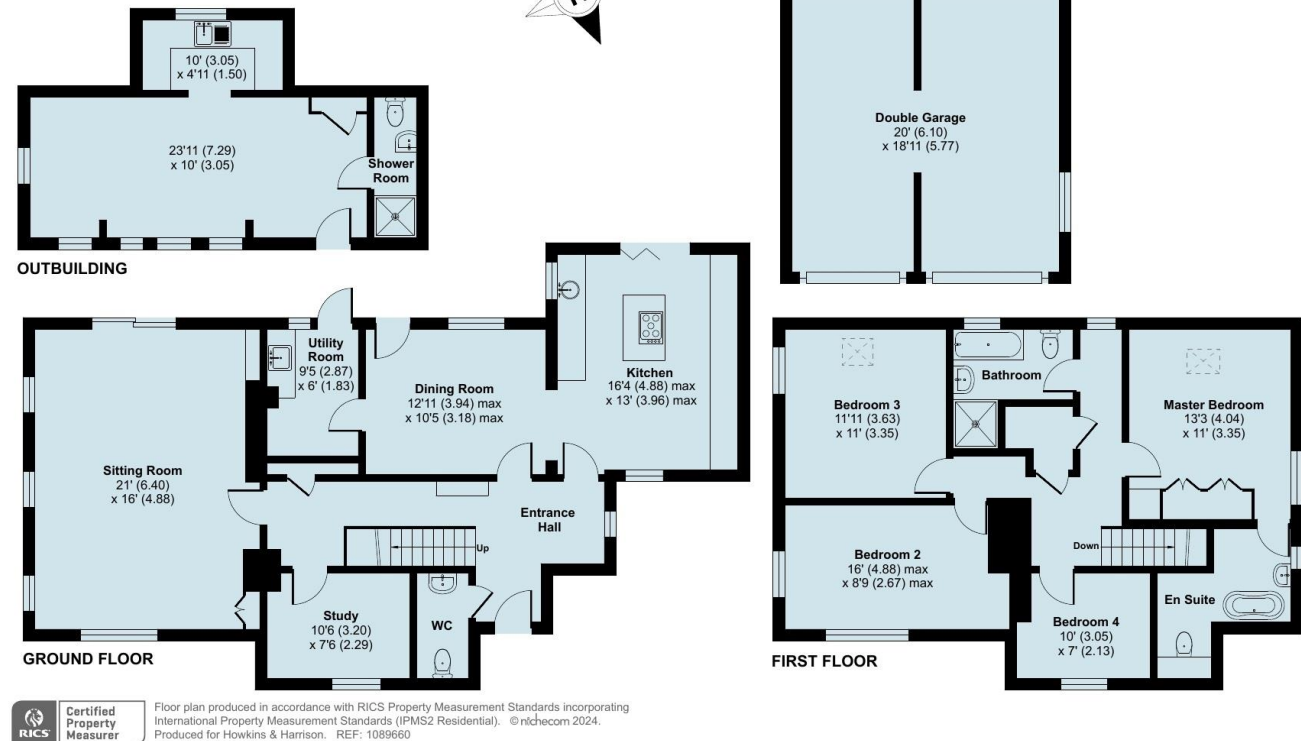 10' (3.05)
x 4'11 (1.50)
23'11 (7.29)
x 10' (3.05)
Shower
Room
OUTBUILDING
Double Garage
20' (6.10)
x 18'11 (5.77)
Utility
Room
9'5 (2.87)
x 6' (1.83)
Dining Room
12'11 (3.94) max
x 10'5 (3.18) max
Kitchen
16'4 (4.88) max
x 13' (3.96) max
Sitting Room
21' (6.40)
x 16' (4.88)
Entrance
Hall
Up
Study
10'6 (3.20)
x 7'6 (2.29)
WC
GROUND FLOOR
Bedroom 3
11'11 (3.63)
x 11' (3.35)
Bathroom
Master Bedroom
13'3 (4.04)
x 11' (3.35)
Bedroom 2
16' (4.88) max
x 8'9 (2.67) max
Down
Bedroom 4
10' (3.05)
x 7' (2.13)
En Suite
FIRST FLOOR
RICS
Certified
Property
Measurer
Floor plan produced in accordance with RICS Property Measurement Standards incorporating
International Property Measurement Standards (IPMS2 Residential). © nichecom 2024.
Produced for Howkins & Harrison. REF: 1089660